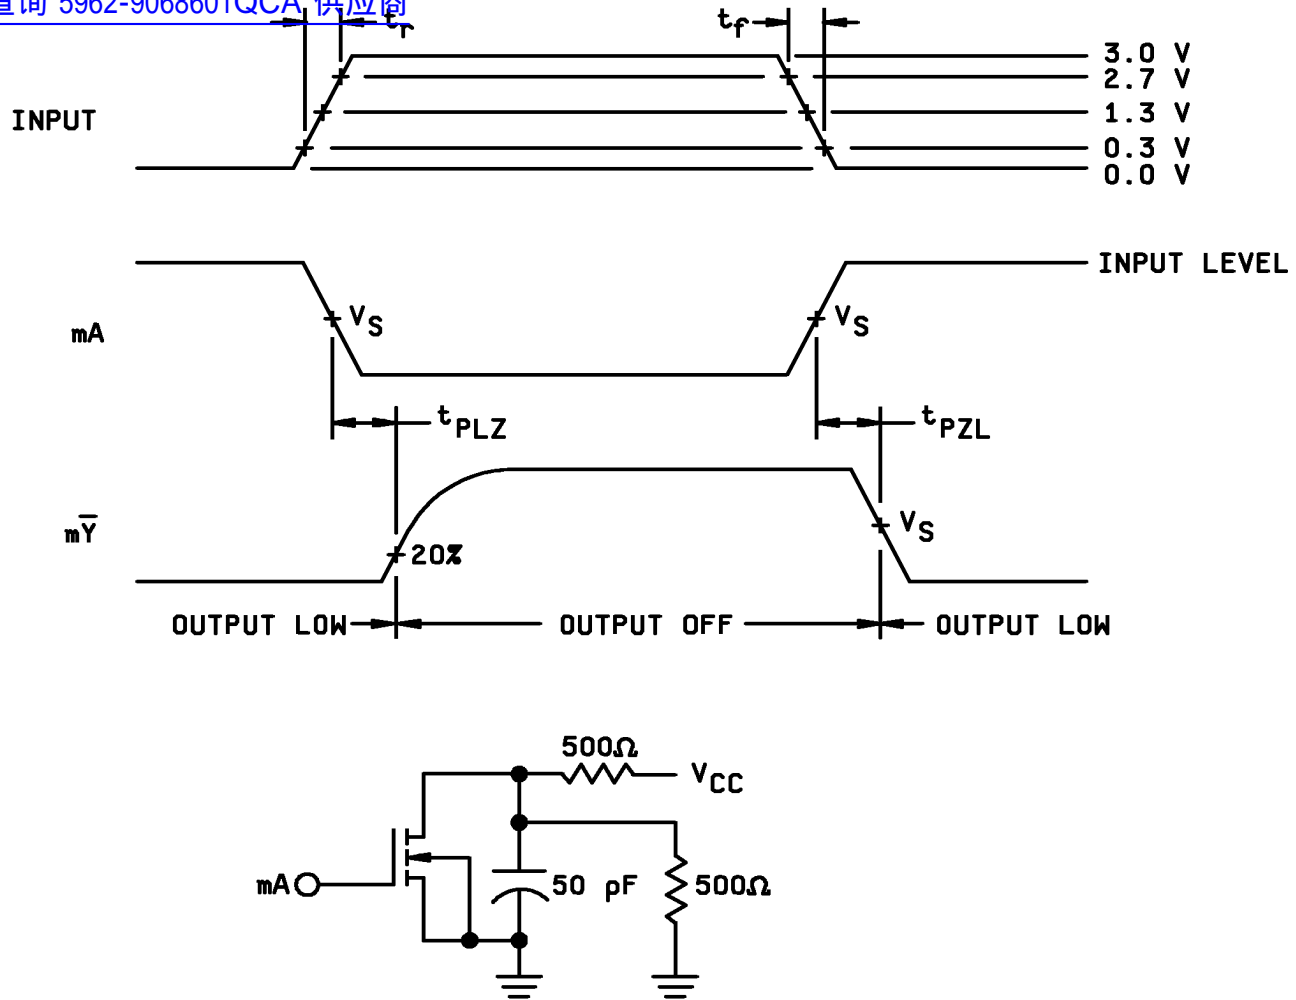 查询 5962-9068601QCA 供应商
tr
tf
3.0 V
2.7 V
INPUT
1.3 V
0.3 V
0.0 V
INPUT LEVEL
mA
VS
VS
tPLZ
tPZL
mY̅
20%
VS
OUTPUT LOW
OUTPUT OFF
OUTPUT LOW
500Ω
VCC
mA
50 pF
500Ω